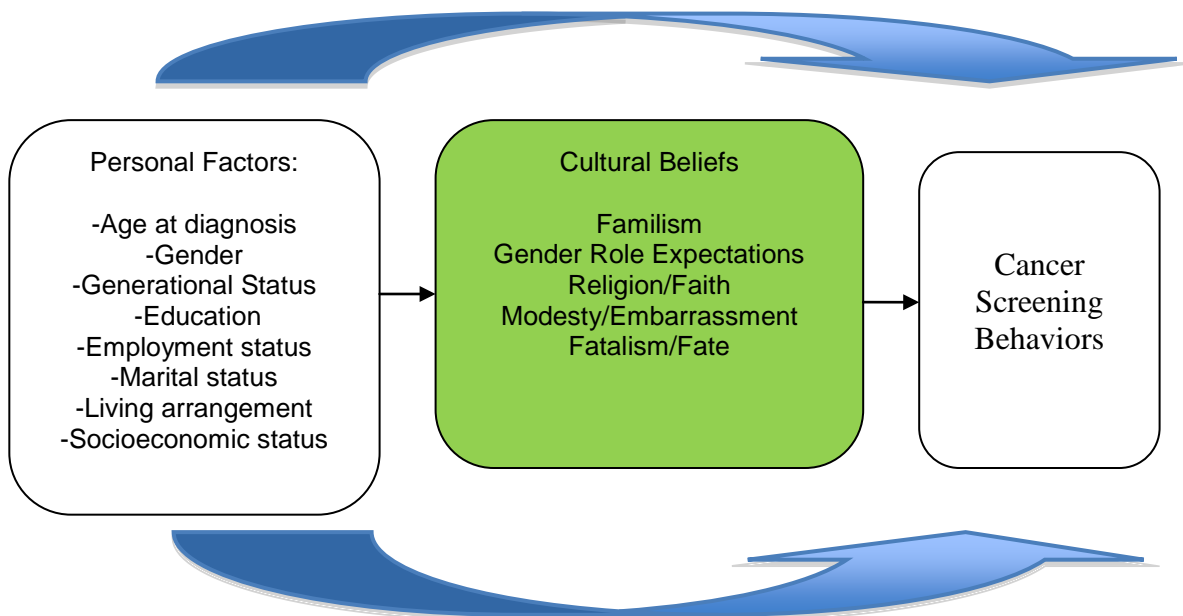 Personal Factors:
-Age at diagnosis
-Gender
-Generational Status
-Education
-Employment status
-Marital status
-Living arrangement
-Socioeconomic status
Cultural Beliefs
Familism
Gender Role Expectations
Religion/Faith
Modesty/Embarrassment
Fatalism/Fate
Cancer
Screening
Behaviors